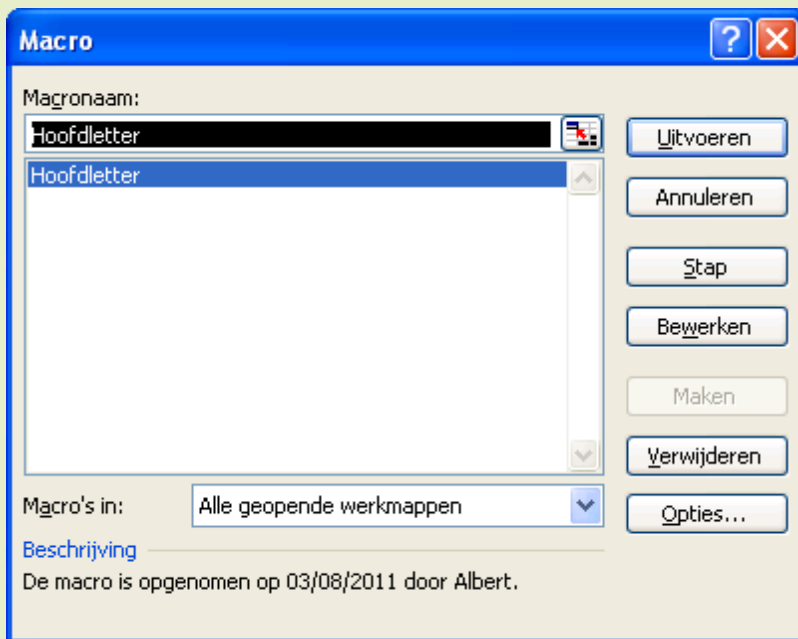 Macro
Macronaam:
Hoofdletter
Hoofdletter
Uitvoeren
Annuleren
Stap
Bewerken
Maken
Verwijderen
Opties...
Macro's in:
Alle geopende werkmappen
Beschrijving
De macro is opgenomen op 03/08/2011 door Albert.